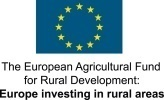 The European Agricultural Fund
for Rural Development:
Europe investing in rural areas